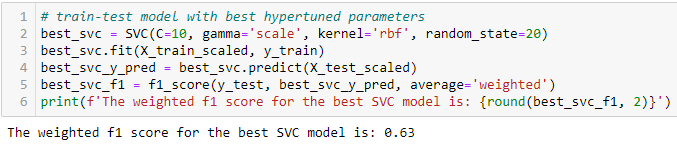 1 # train-test model with best hypertuned parameters
2 best_svc = SVC(C=10, gamma='scale', kernel='rbf', random_state=20)
3 best_svc.fit(X_train_scaled, y_train)
4 best_svc_y_pred = best_svc.predict(X_test_scaled)
5 best_svc_f1 = f1_score(y_test, best_svc_y_pred, average='weighted')
6 print(f'The weighted f1 score for the best SVC model is: {round(best_svc_f1, 2)}')
The weighted f1 score for the best SVC model is: 0.63